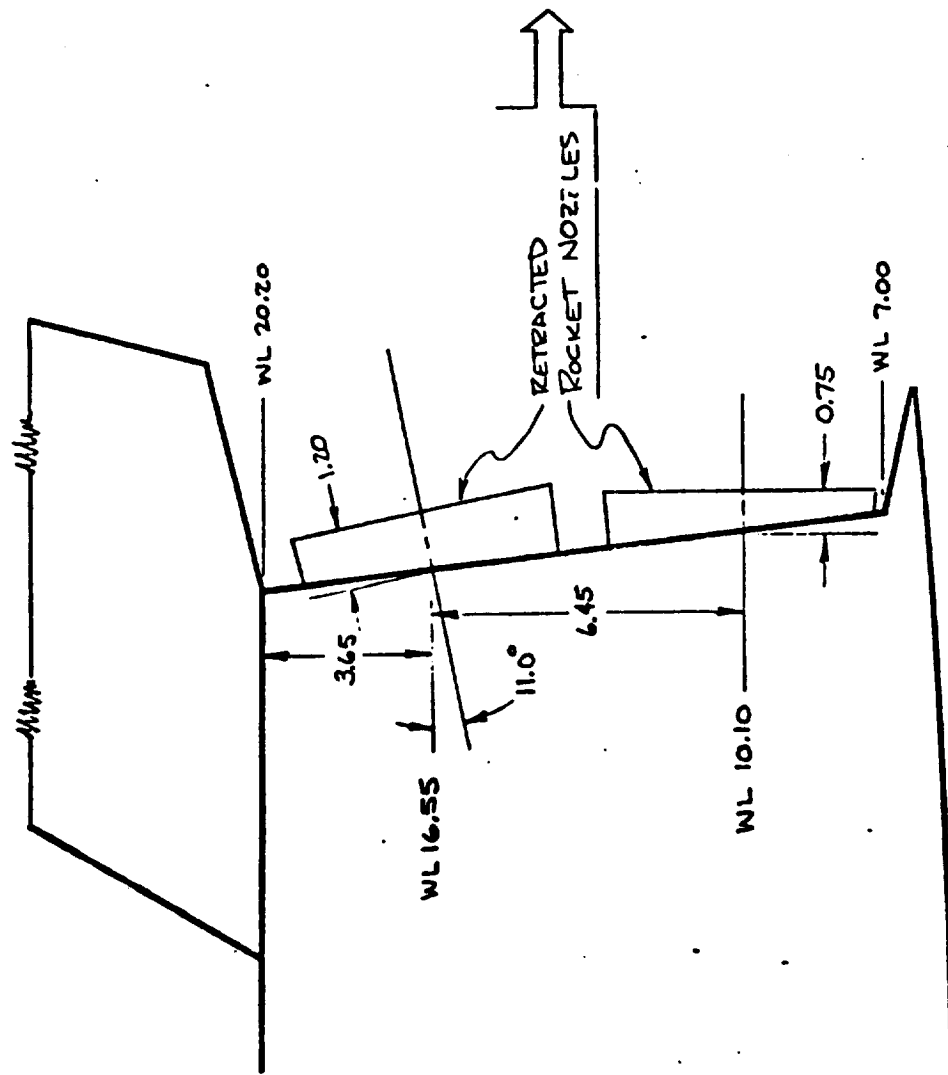 WL 20.20
1.20
RETRACTED
ROCKET NOZZLES
3.65
11.0°
6.45
0.75
WL 7.00
WL 16.55
WL 10.10